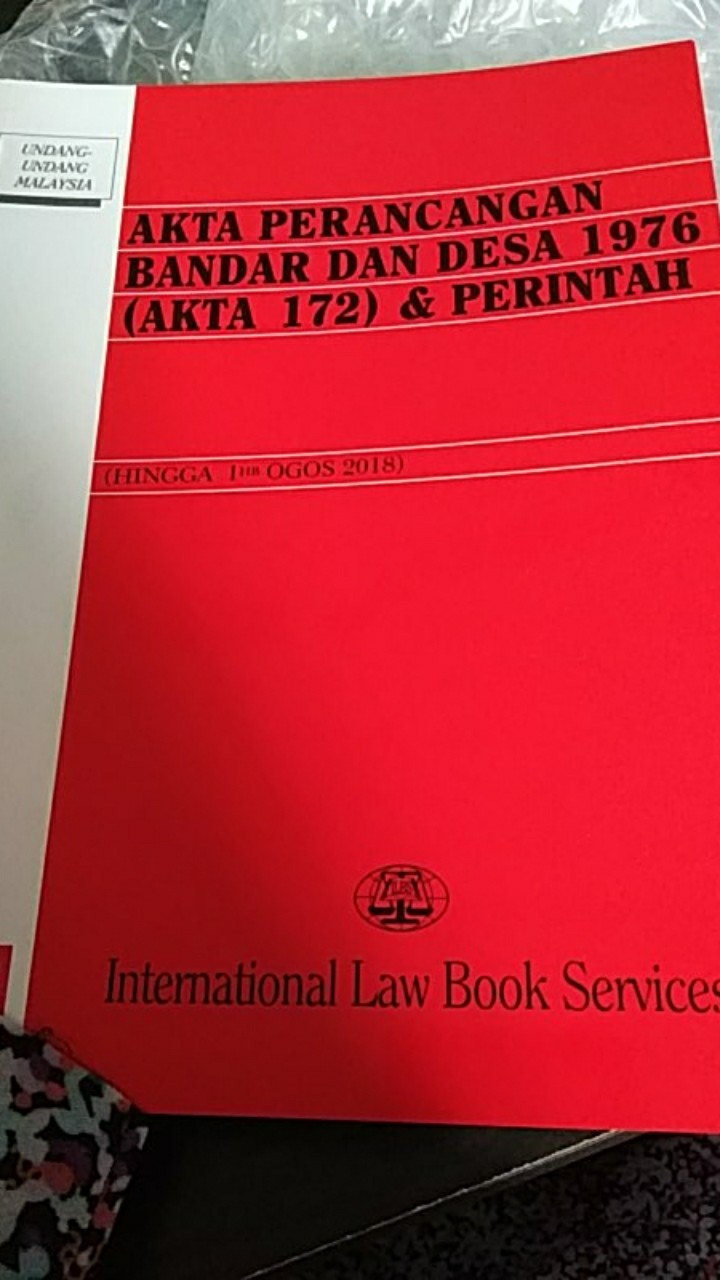 UNDANG-
UNDANG
MALAYSIA
AKTA PERANCANGAN
BANDAR DAN DESA 1976
(AKTA 172) & PERINTAH
(HINGGA 1HB OGOS 2018)
ILBS
International Law Book Services